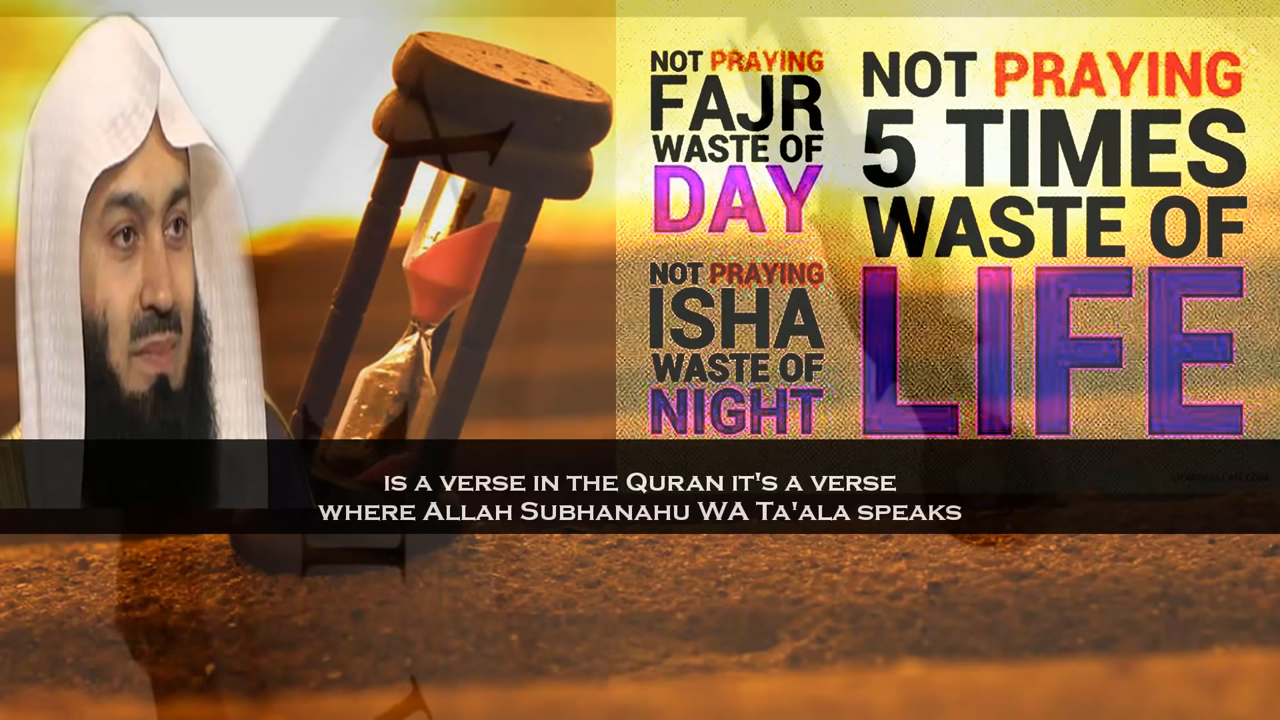 NOT PRAYING
FAJR
WASTE OF
DAY
NOT PRAYING
ISHA
WASTE OF
NIGHT
NOT PRAYING
5 TIMES
WASTE OF
LIFE
IS A VERSE IN THE QURAN IT'S A VERSE
WHERE ALLAH SUBHANAHU WA TA'ALA SPEAKS